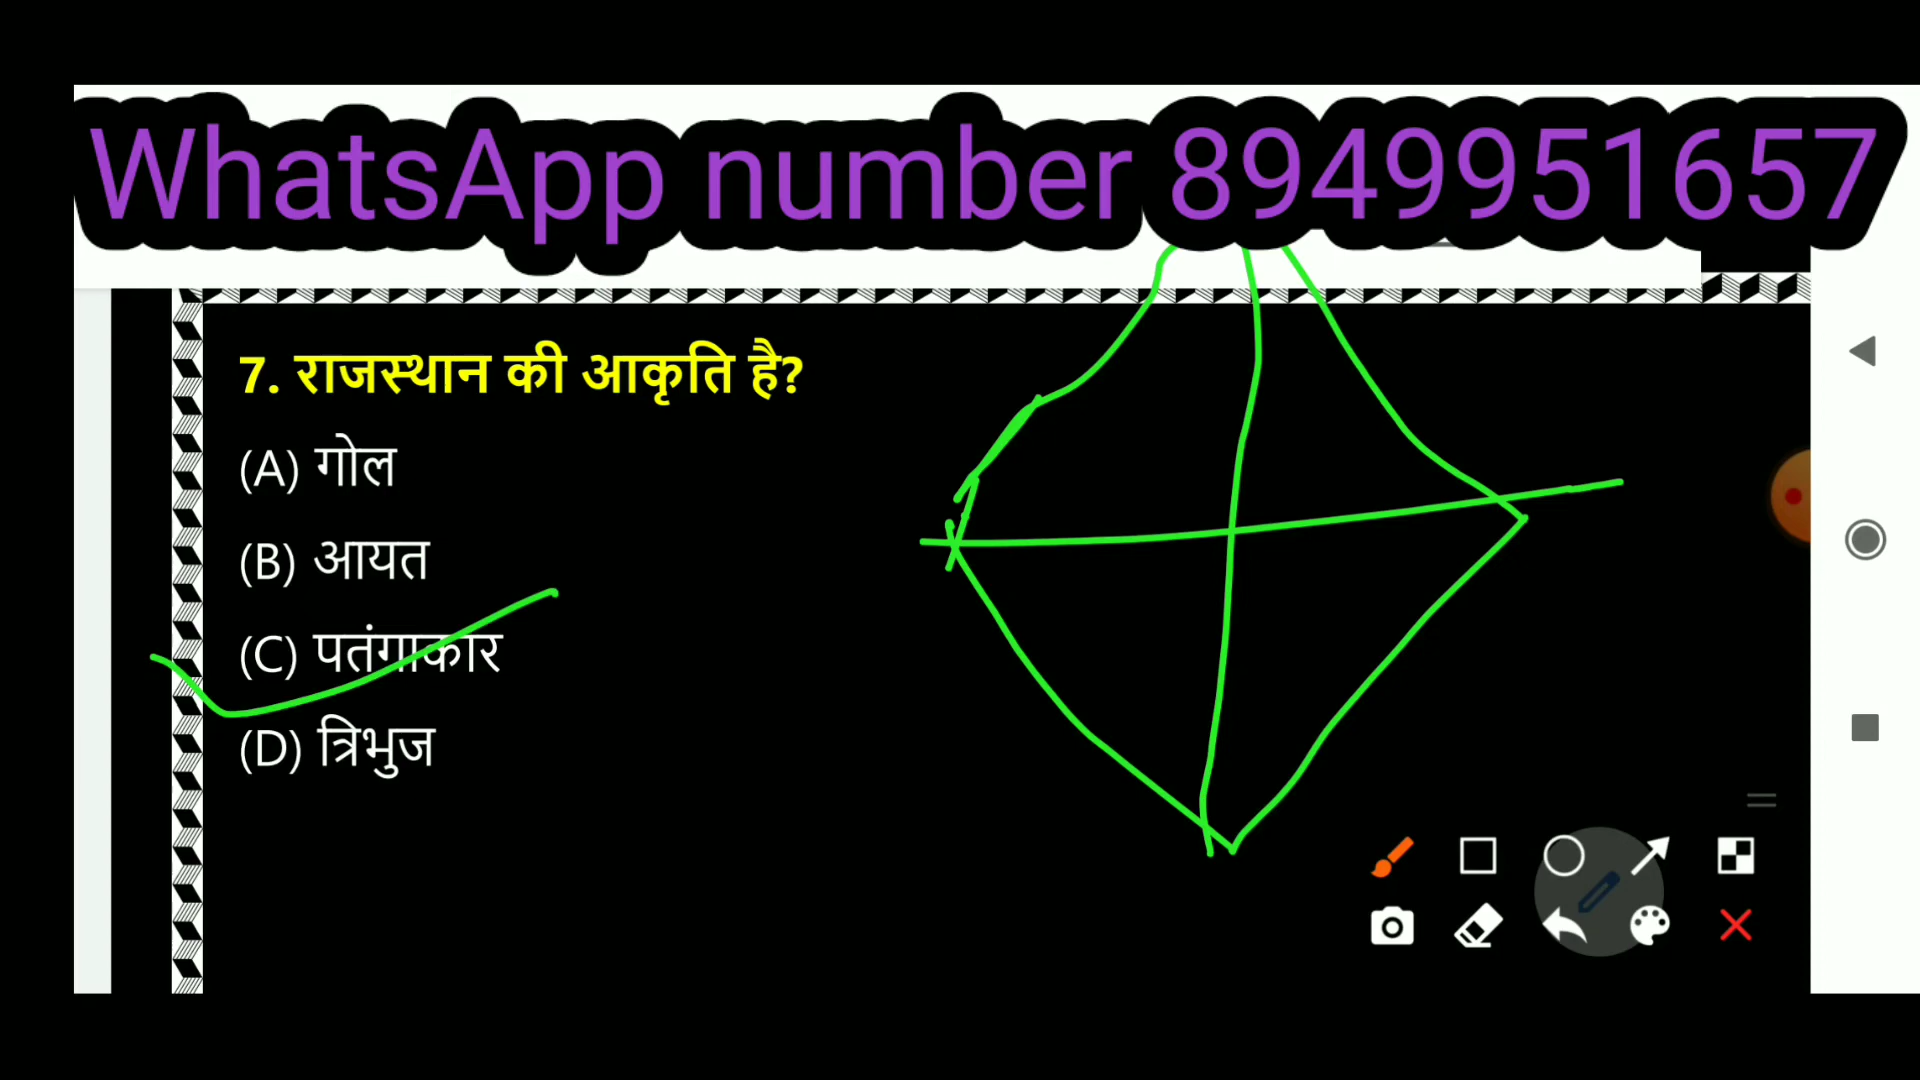 WhatsApp number 8949951657
7. राजस्थान की आकृति है?
(A) गोल
(B) आयत
(C) पतंगाकार
(D) त्रिभुज